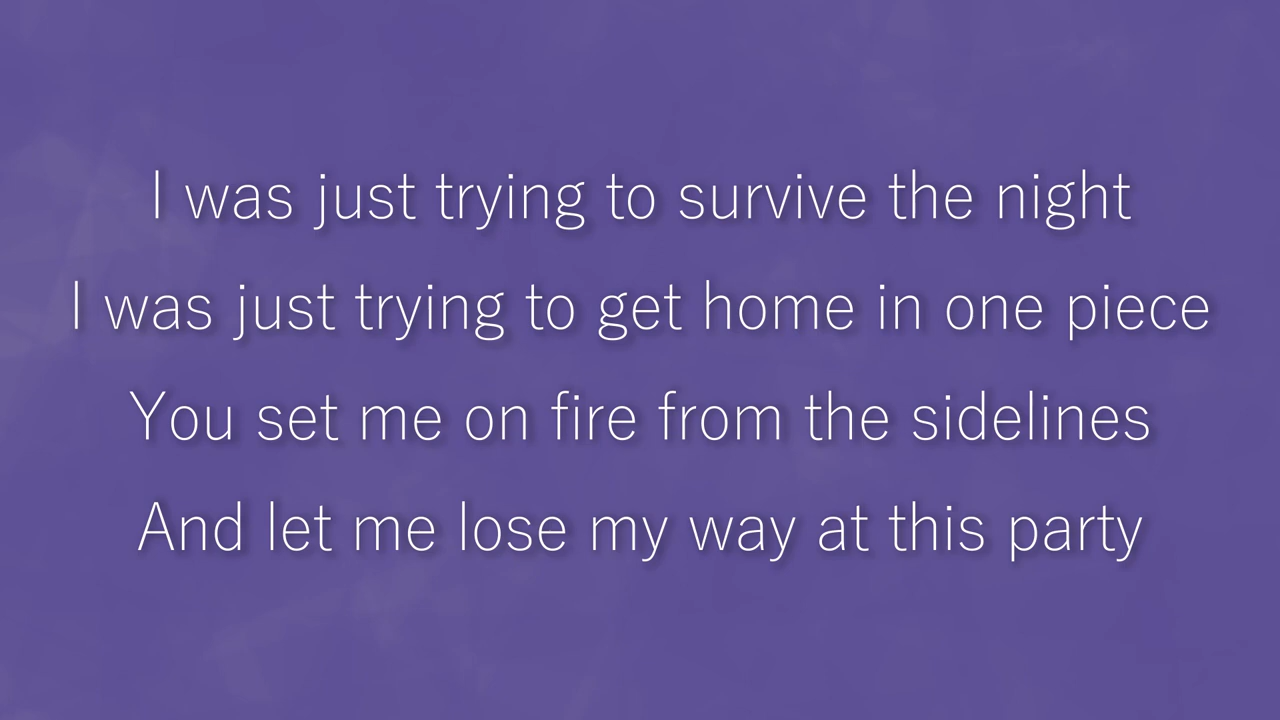 I was just trying to survive the night
I was just trying to get home in one piece
You set me on fire from the sidelines
And let me lose my way at this party